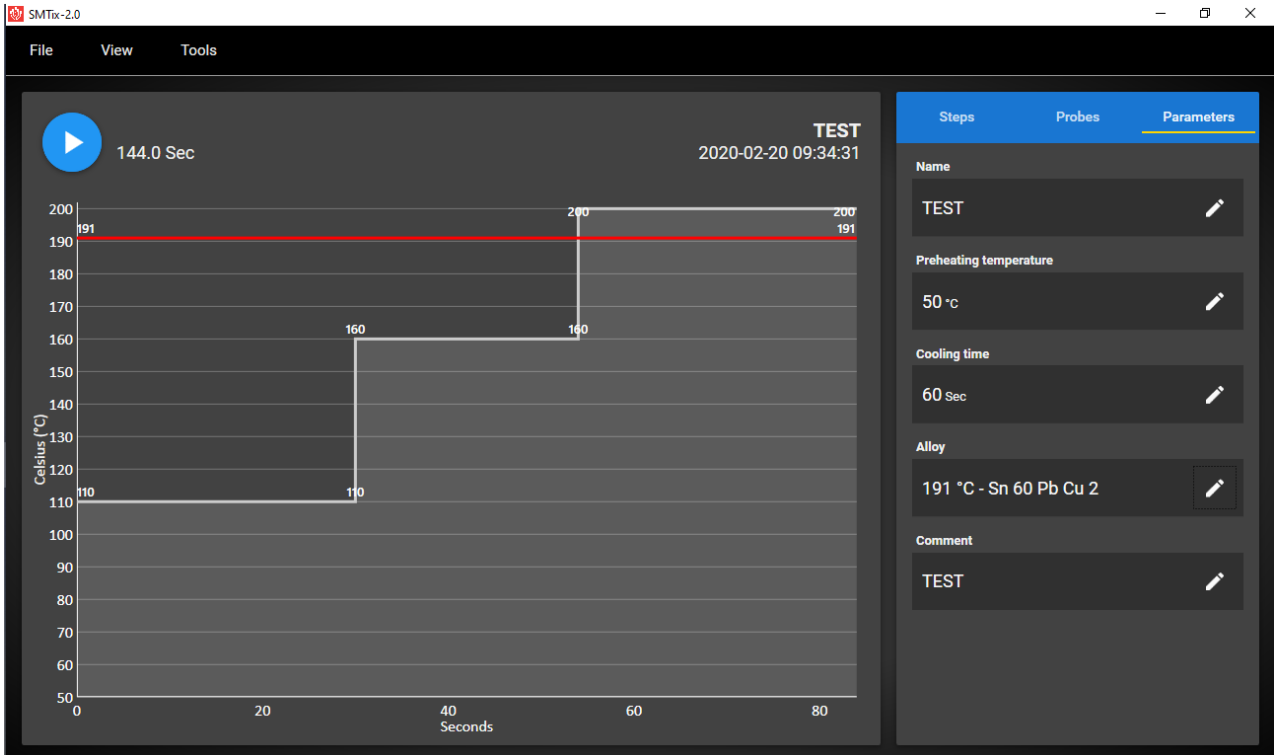 SMTix-2.0
File View Tools
144.0 Sec
TEST
2020-02-20 09:34:31
Celsius (°C)
200
190
180
170
160
150
140
130
120
110
100
90
80
70
60
50
191
110
110
160
160
200
200
191
0 20 40 60 80
Seconds
Steps Probes Parameters
Name
TEST
Preheating temperature
50 °C
Cooling time
60 Sec
Alloy
191 °C - Sn 60 Pb Cu 2
Comment
TEST